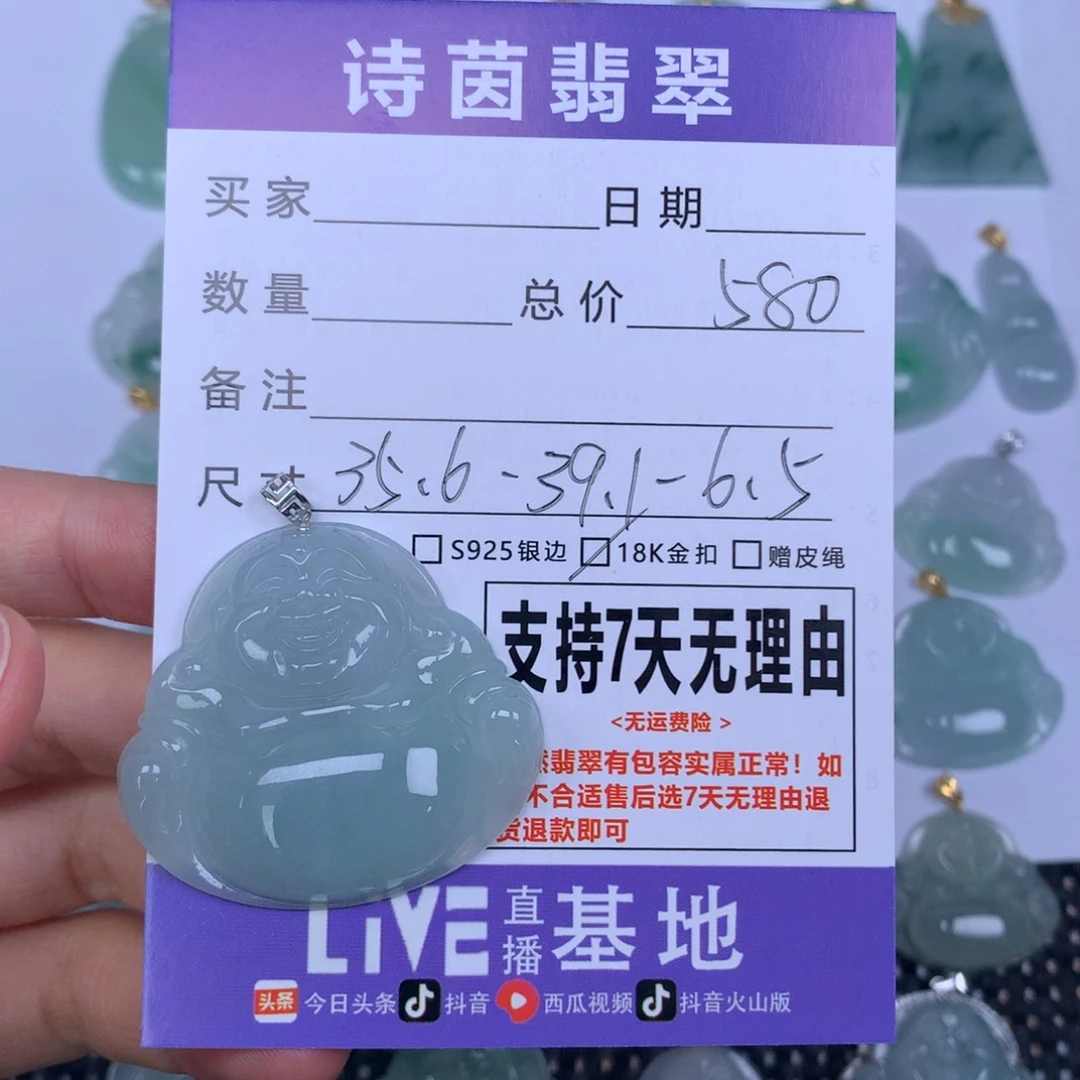 诗茵翡翠
买家 日期
数量 总价 580
备注
尺寸 35.6-39.1-6.5
S925银边 18K金扣 赠皮绳
支持7天无理由
<无运费险 >
然翡翠有包容实属正常！如
不合适售后选7天无理由退
货退款即可
LiVE 直播 基地
头条 今日头条 抖音 西瓜视频 抖音火山版